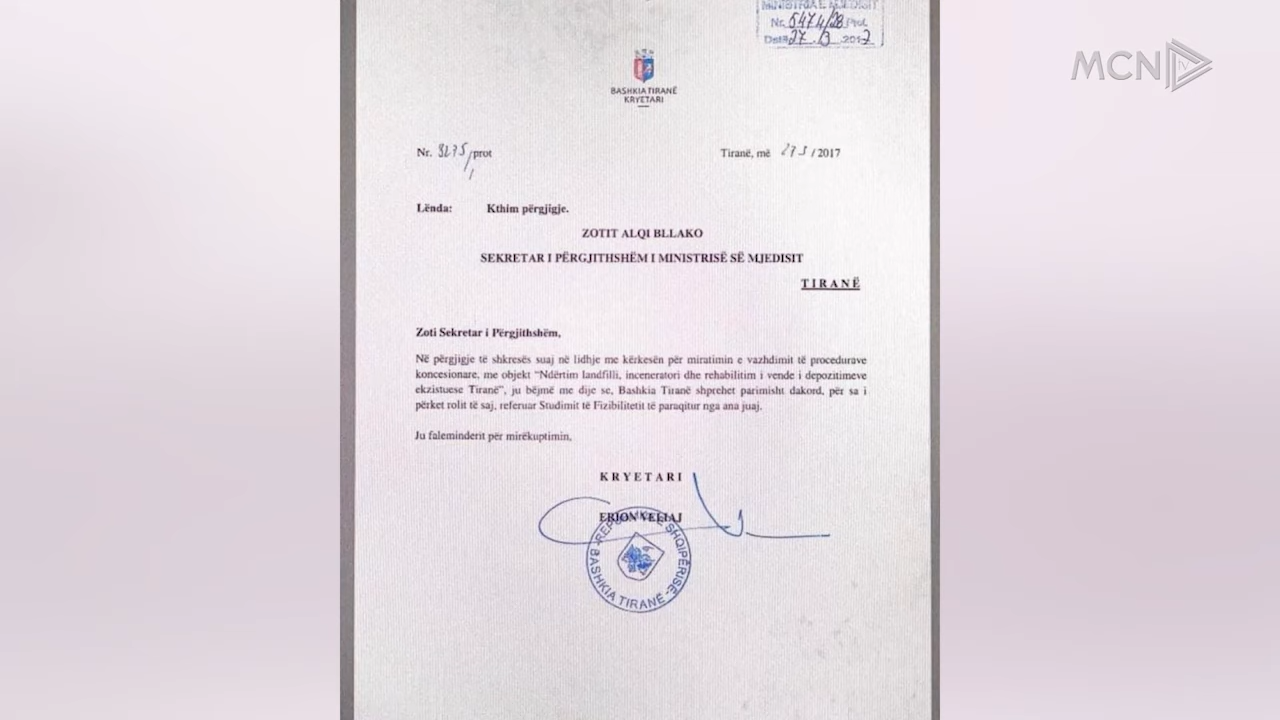 MINISTRIA E MJEDISIT
Nr. 5474/28 Prot.
Datë 27.3.2017
MCN TV
BASHKIA TIRANË
KRYETARI
Nr. 8275/1 prot
Tiranë, më 27 3 / 2017
Lënda: Kthim përgjigje.
ZOTIT ALQI BLLAKO
SEKRETAR I PËRGJITHSHËM I MINISTRISË SË MJEDISIT
TIRANË
Zoti Sekretar i Përgjithshëm,
Në përgjigje të shkresës suaj në lidhje me kërkesën për miratimin e vazhdimit të procedurave
koncesionare, me objekt “Ndërtim landfilli, inceneratori dhe rehabilitim i vende i depozitimeve
ekzistuese Tiranë”, ju bëjmë me dije se, Bashkia Tiranë shprehet parimisht dakord, për sa i
përket rolit të saj, referuar Studimit të Fizibilitetit të paraqitur nga ana juaj.
Ju faleminderit për mirëkuptimin,
KRYETARI
ERION VELIAJ
REPUBLIKA E SHQIPËRISË
BASHKIA TIRANË